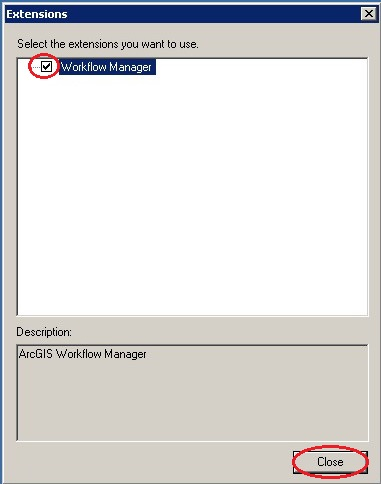 Extensions
Select the extensions you want to use.
Workflow Manager
Description:
ArcGIS Workflow Manager
Close